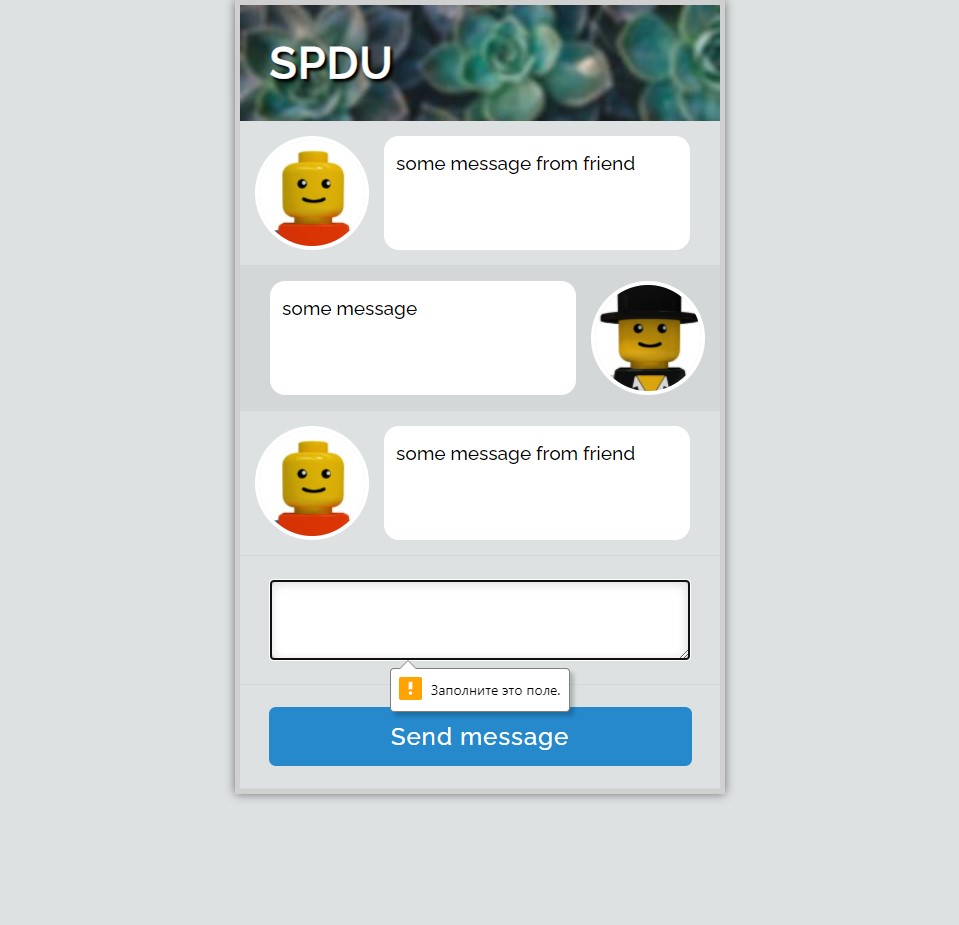 SPDU
some message from friend
some message
some message from friend
Заполните это поле.
Send message